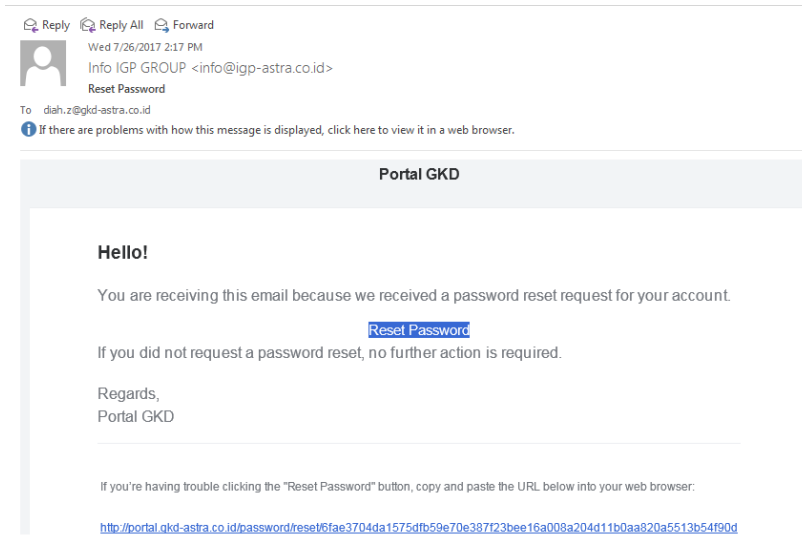 Reply Reply All Forward
Wed 7/26/2017 2:17 PM
Info IGP GROUP <info@igp-astra.co.id>
Reset Password
To diah.z@gkd-astra.co.id
If there are problems with how this message is displayed, click here to view it in a web browser.
Portal GKD
Hello!
You are receiving this email because we received a password reset request for your account.
Reset Password
If you did not request a password reset, no further action is required.
Regards,
Portal GKD
If you're having trouble clicking the "Reset Password" button, copy and paste the URL below into your web browser:
http://portal.gkd-astra.co.id/password/reset/6fae3704da1575dfb59e70e387f23bee16a008a204d11b0aa820a5513b54f90d